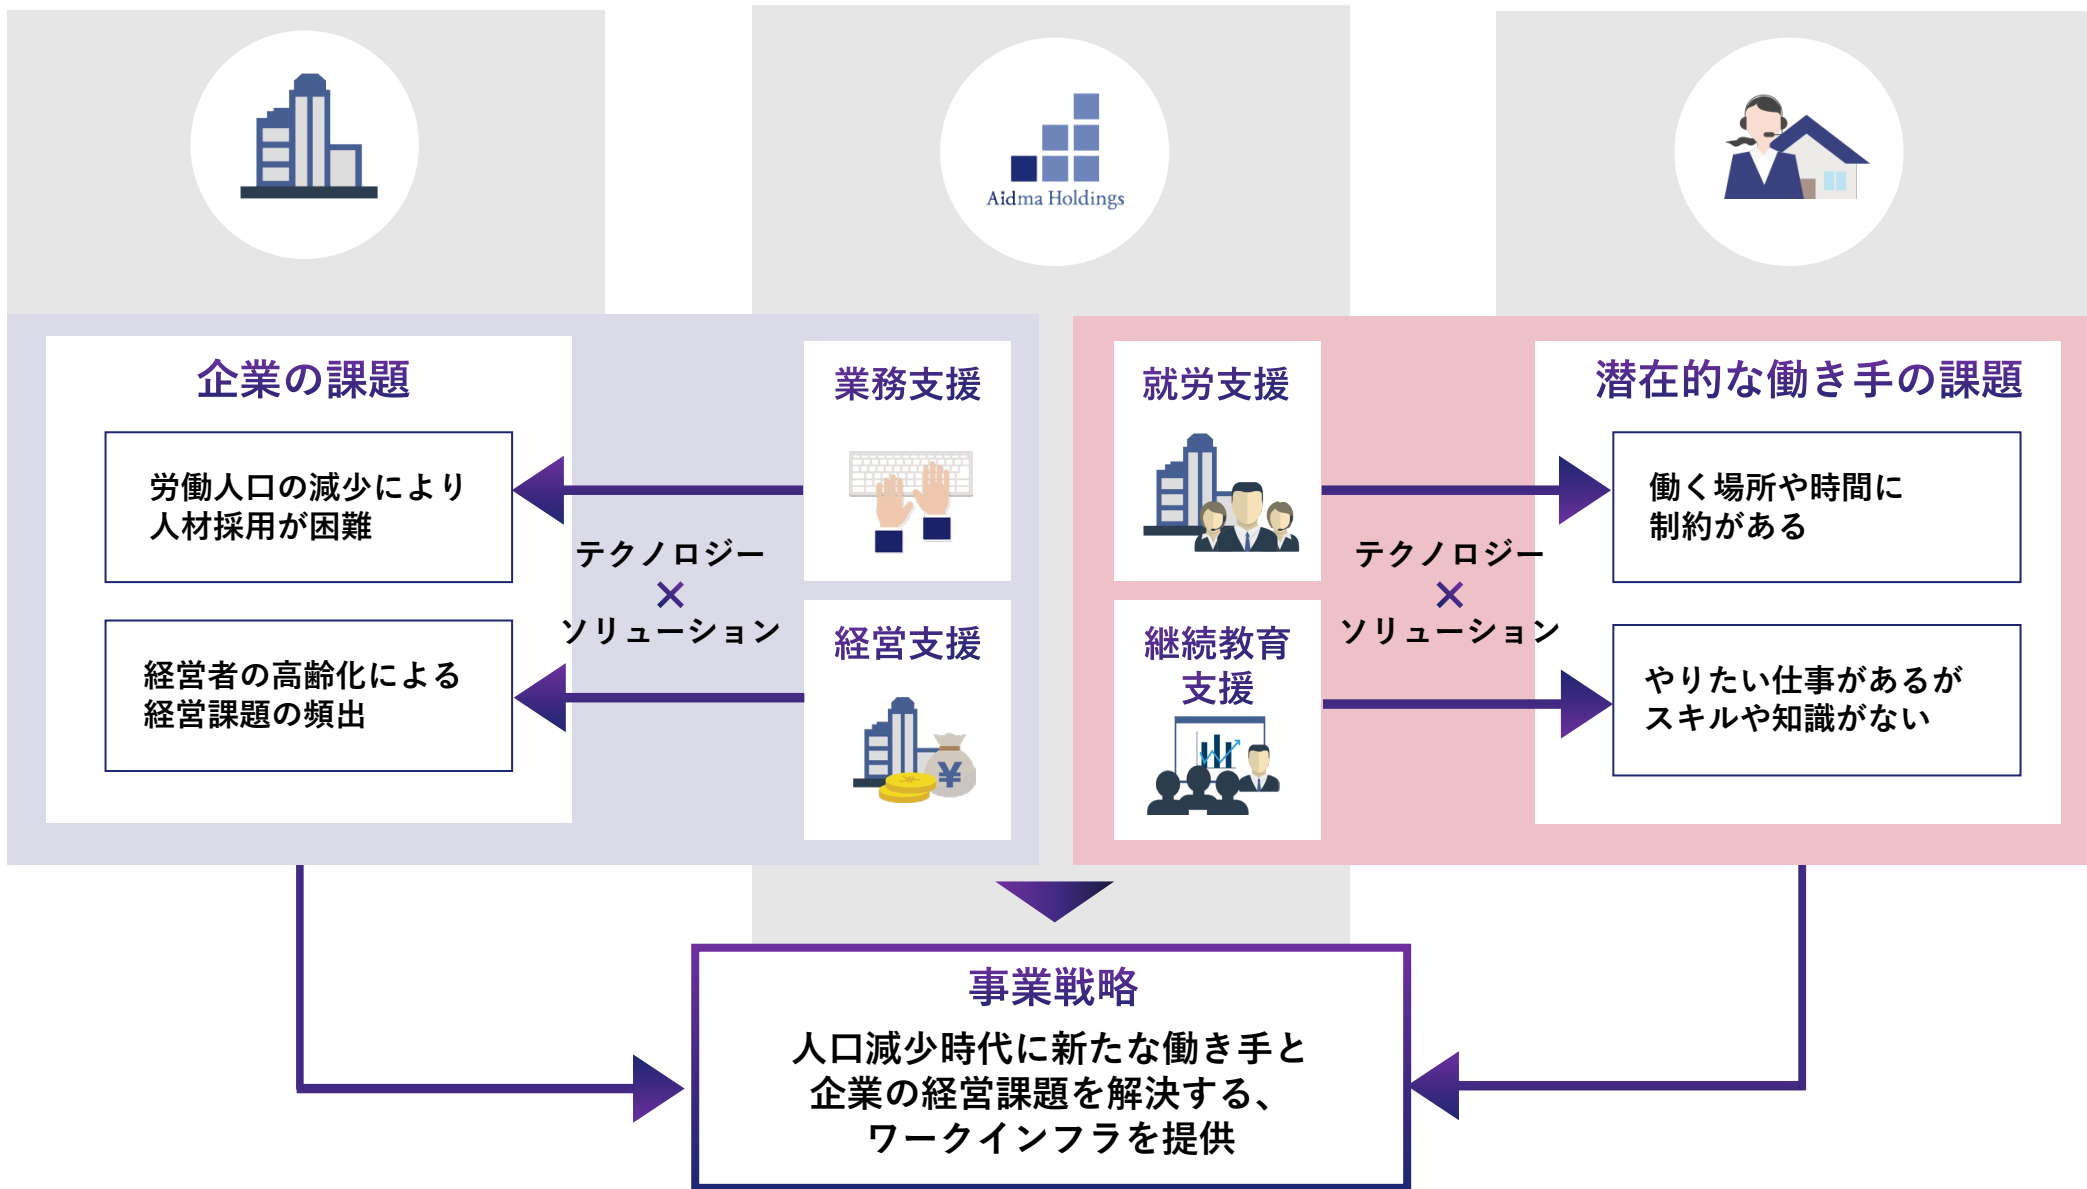 Aidma Holdings
企業の課題
労働人口の減少により
人材採用が困難
経営者の高齢化による
経営課題の頻出
テクノロジー
×
ソリューション
業務支援
経営支援
¥
就労支援
継続教育
支援
テクノロジー
×
ソリューション
潜在的な働き手の課題
働く場所や時間に
制約がある
やりたい仕事があるが
スキルや知識がない
事業戦略
人口減少時代に新たな働き手と
企業の経営課題を解決する、
ワークインフラを提供